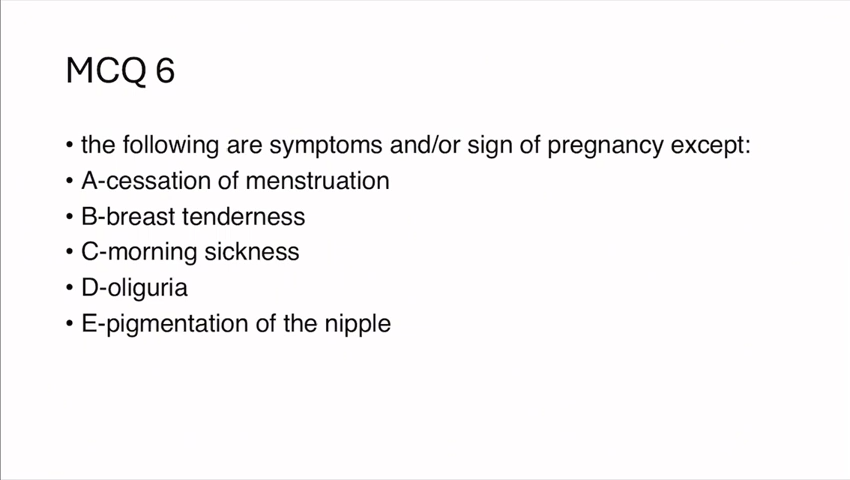 MCQ 6
• the following are symptoms and/or sign of pregnancy except:
• A-cessation of menstruation
• B-breast tenderness
• C-morning sickness
• D-oliguria
• E-pigmentation of the nipple